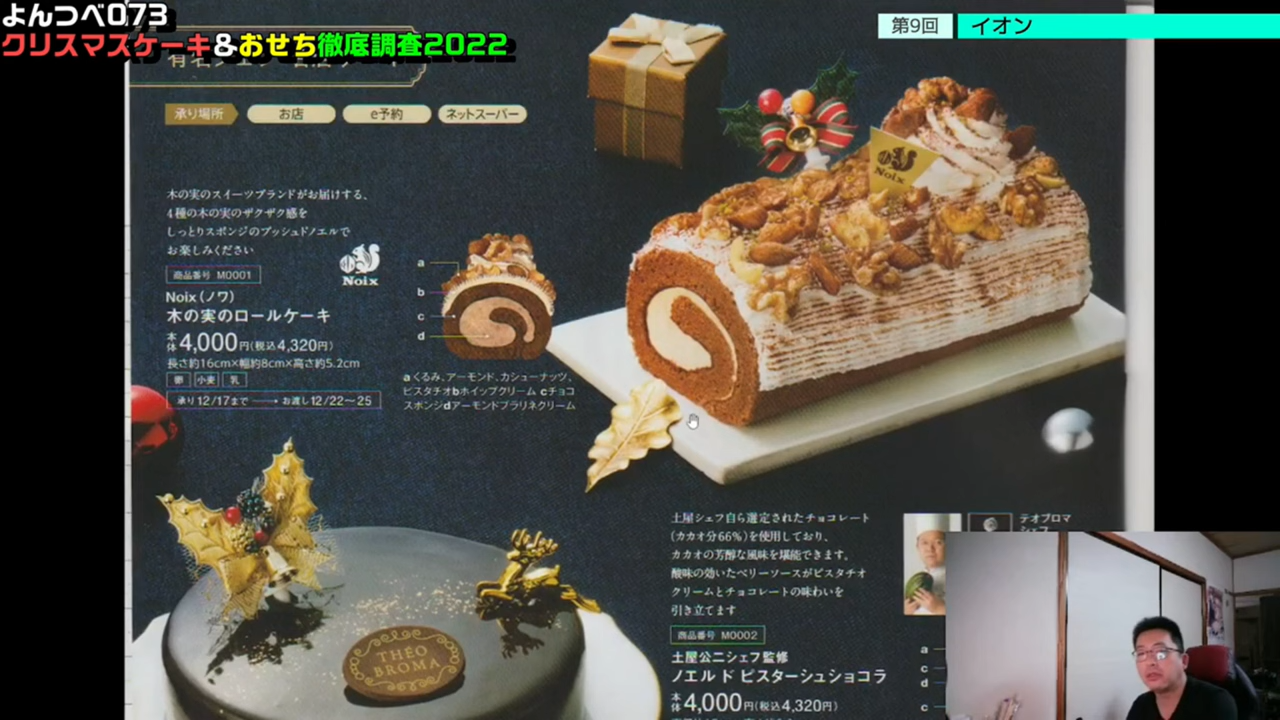 よんつべ073
クリスマスケーキ&おせち徹底調査2022
第9回 イオン
承り場所 お店 e予約 ネットスーパー
木の実のスイーツブランドがお届けする、
4種の木の実のザクザク感を
しっとりスポンジのブッシュドノエルで
お楽しみください
商品番号 M0001
Noix
Noix(ノワ)
木の実のロールケーキ
本体4,000円(税込4,320円)
長さ約16cm×幅約8cm×高さ約5.2cm
卵 小麦 乳
承り12/17まで → お渡し12/22〜25
a
b
c
d
aくるみ、アーモンド、カシューナッツ、
ピスタチオbホイップクリーム cチョコ
スポンジdアーモンドプラリネクリーム
Noix
THÉO
BROMA
土屋シェフ自ら選定されたチョコレート
(カカオ分66%)を使用しており、
カカオの芳醇な風味を堪能できます。
酸味の効いたベリーソースがピスタチオ
クリームとチョコレートの味わいを
引き立てます
商品番号 M0002
土屋公二シェフ監修
ノエル ド ピスターシュショコラ
本体4,000円(税込4,320円)
テオブロマ
シェフ
a
c
d
c